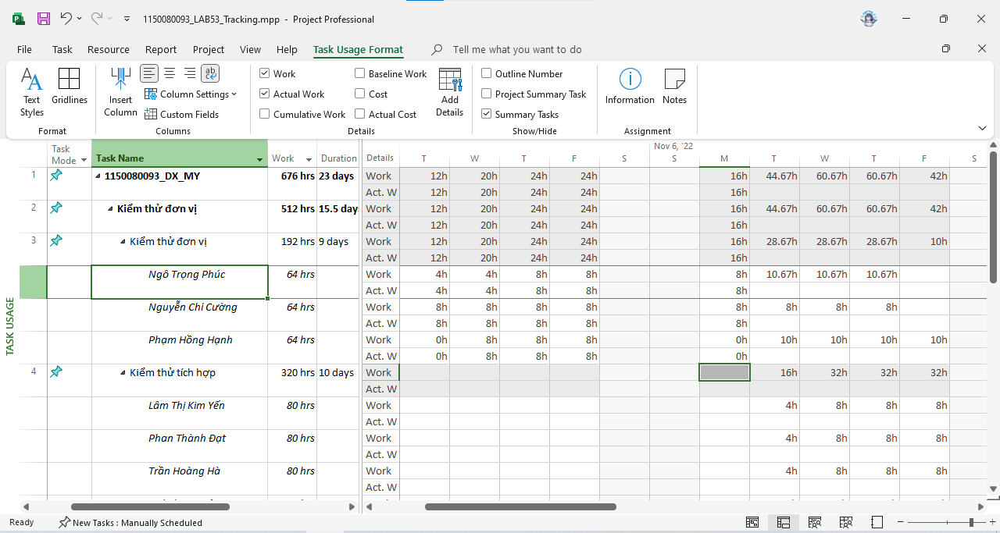 1150080093_LAB53_Tracking.mpp - Project Professional
File Task Resource Report Project View Help Task Usage Format Tell me what you want to do
Text Styles
Gridlines
Format
Insert Column
Column Settings
Custom Fields
Columns
Work
Actual Work
Cumulative Work
Baseline Work
Cost
Actual Cost
Add Details
Details
Outline Number
Project Summary Task
Summary Tasks
Show/Hide
Information
Notes
Assignment
Nov 6, '22
Task Mode Task Name Work Duration Details T W T F S S M T W T F S
1 1150080093_DX_MY 676 hrs 23 days Work 12h 20h 24h 24h 16h 44.67h 60.67h 60.67h 42h
Act. W 12h 20h 24h 24h 16h
2 Kiểm thử đơn vị 512 hrs 15.5 day Work 12h 20h 24h 24h 16h 44.67h 60.67h 60.67h 42h
Act. W 12h 20h 24h 24h 16h
3 Kiểm thử đơn vị 192 hrs 9 days Work 12h 20h 24h 24h 16h 28.67h 28.67h 28.67h 10h
Act. W 12h 20h 24h 24h 16h
Ngô Trọng Phúc 64 hrs Work 4h 4h 8h 8h 8h 10.67h 10.67h 10.67h
Act. W 4h 4h 8h 8h 8h
Nguyễn Chí Cường 64 hrs Work 8h 8h 8h 8h 8h 8h 8h 8h
Act. W 8h 8h 8h 8h 8h
Phạm Hồng Hạnh 64 hrs Work 0h 8h 8h 8h 0h 10h 10h 10h 10h
Act. W 0h 8h 8h 8h 0h
4 Kiểm thử tích hợp 320 hrs 10 days Work 16h 32h 32h 32h
Act. W
Lâm Thị Kim Yến 80 hrs Work 4h 8h 8h 8h
Act. W
Phan Thành Đạt 80 hrs Work 4h 8h 8h 8h
Act. W
Trần Hoàng Hà 80 hrs Work 4h 8h 8h 8h
Act. W
TASK USAGE
Ready New Tasks : Manually Scheduled